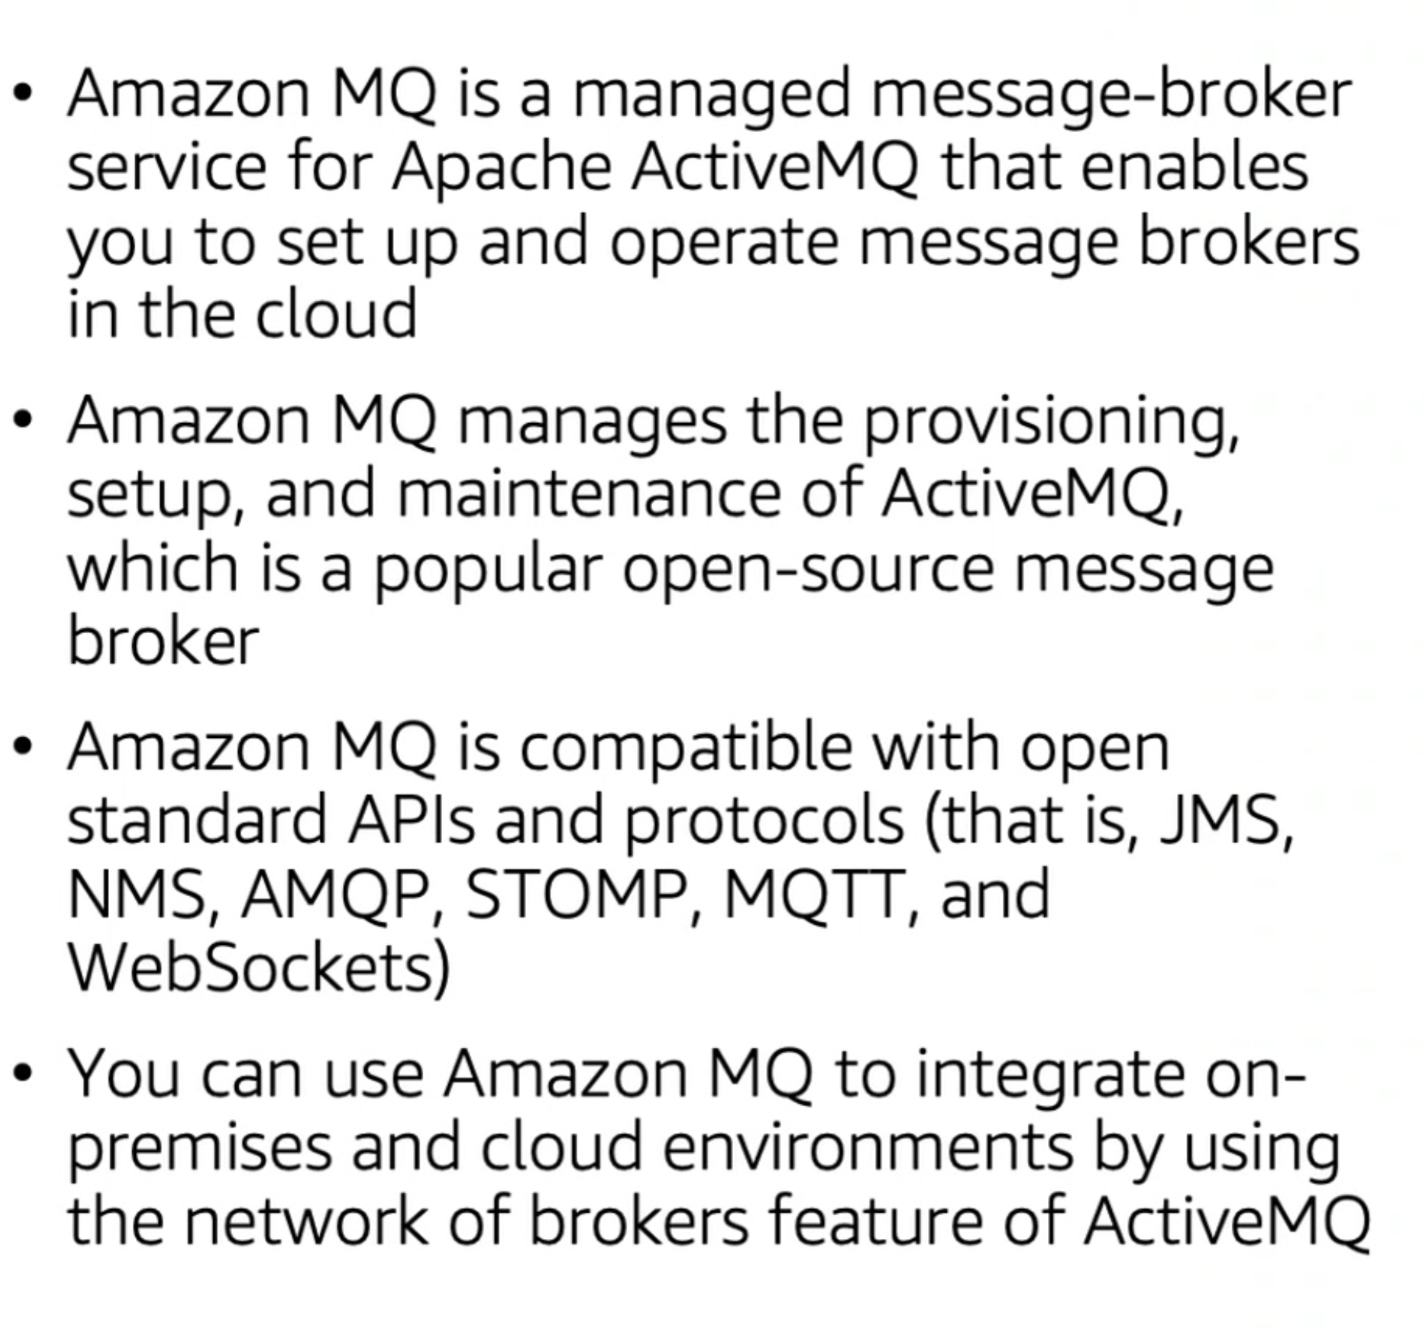 • Amazon MQ is a managed message-broker
service for Apache ActiveMQ that enables
you to set up and operate message brokers
in the cloud
• Amazon MQ manages the provisioning,
setup, and maintenance of ActiveMQ,
which is a popular open-source message
broker
• Amazon MQ is compatible with open
standard APIs and protocols (that is, JMS,
NMS, AMQP, STOMP, MQTT, and
WebSockets)
• You can use Amazon MQ to integrate on-
premises and cloud environments by using
the network of brokers feature of ActiveMQ